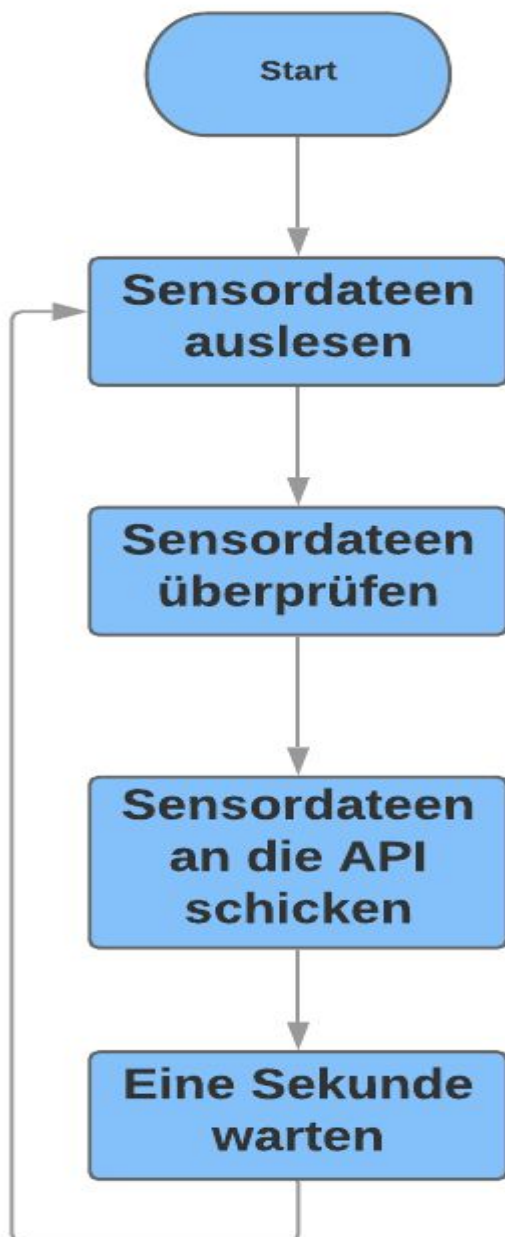 Start
Sensordateen
auslesen
Sensordateen
überprüfen
Sensordateen
an die API
schicken
Eine Sekunde
warten